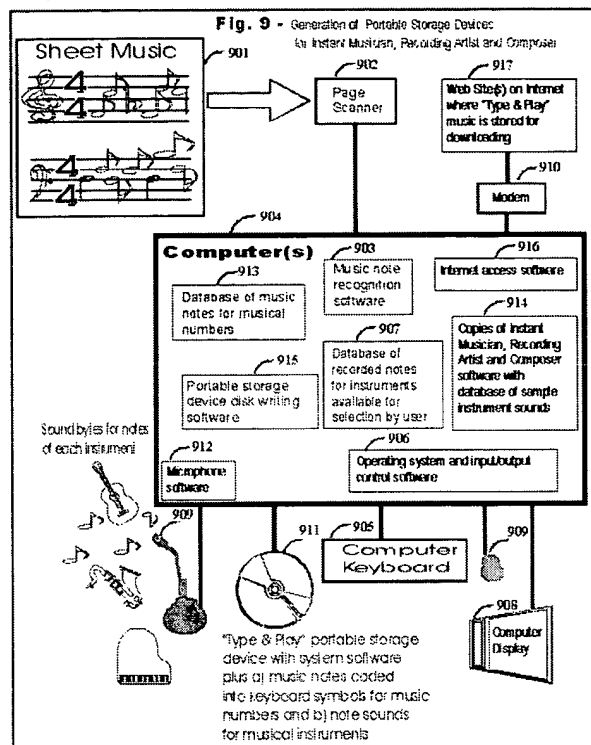 Fig. 9 - Generation of Portable Storage Devices
for Instant Musician, Recording Artist and Composer
Sheet Music
901
4
4
4
4
902
Page
Scanner
917
Web Site(s) on Internet
where "Type & Play"
music is stored for
downloading
910
Modem
904
Computer(s)
913
Database of music
notes for musical
numbers
903
Music note
recognition
software
916
Internet access software
914
Copies of Instant
Musician, Recording
Artist and Composer
software with
database of sample
instrument sounds
915
Portable storage
device disk writing
software
907
Database of
recorded notes
for instruments
available for
selection by user
906
Operating system and input/output
control software
912
Microphone
software
Sound bytes for notes
of each instrument
909
911
905
Computer
Keyboard
909
908
Computer
Display
"Type & Play" portable storage
device with system software
plus a) music notes coded
into keyboard symbols for music
numbers and b) note sounds
for musical instruments